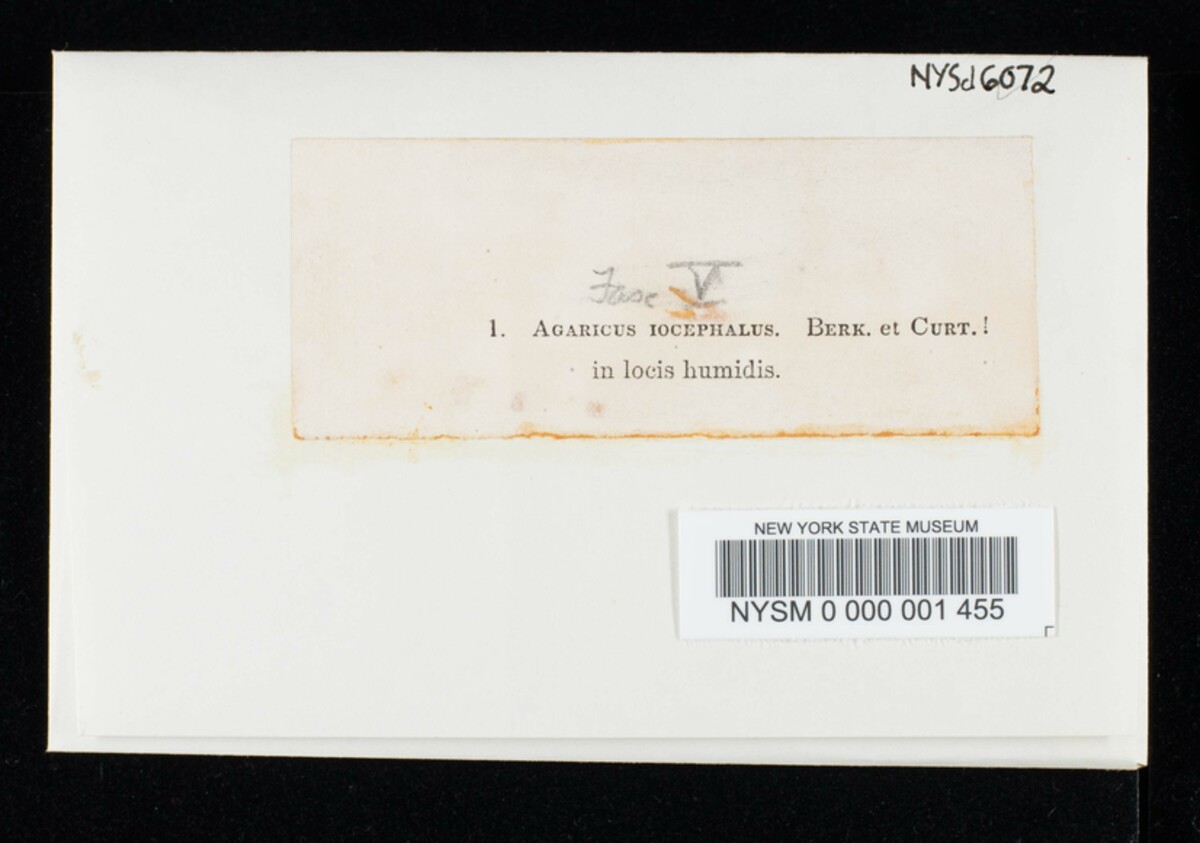 NYSd6072
Fasc V
1. AGARICUS IOCEPHALUS. BERK. et CURT.!
in locis humidis.
NEW YORK STATE MUSEUM
NYSM 0 000 001 455